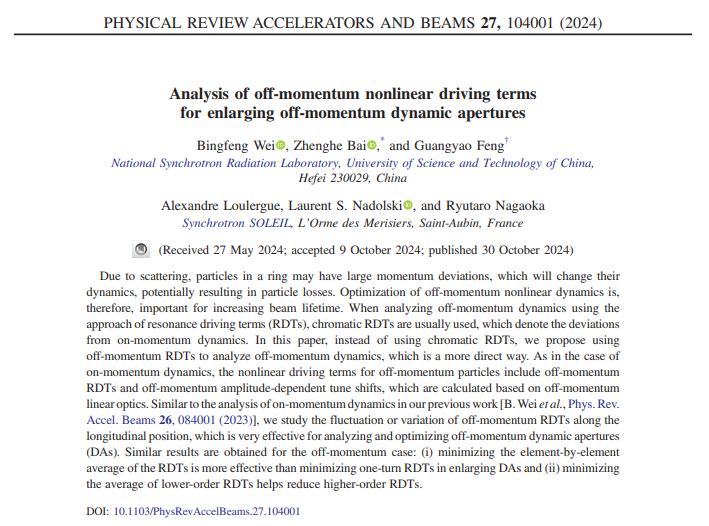 PHYSICAL REVIEW ACCELERATORS AND BEAMS 27, 104001 (2024)
Analysis of off-momentum nonlinear driving terms
for enlarging off-momentum dynamic apertures
Bingfeng Wei, Zhenghe Bai,* and Guangyao Feng†
National Synchrotron Radiation Laboratory, University of Science and Technology of China,
Hefei 230029, China
Alexandre Loulergue, Laurent S. Nadolski, and Ryutaro Nagaoka
Synchrotron SOLEIL, L'Orme des Merisiers, Saint-Aubin, France
(Received 27 May 2024; accepted 9 October 2024; published 30 October 2024)
Due to scattering, particles in a ring may have large momentum deviations, which will change their
dynamics, potentially resulting in particle losses. Optimization of off-momentum nonlinear dynamics is,
therefore, important for increasing beam lifetime. When analyzing off-momentum dynamics using the
approach of resonance driving terms (RDTs), chromatic RDTs are usually used, which denote the deviations
from on-momentum dynamics. In this paper, instead of using chromatic RDTs, we propose using
off-momentum RDTs to analyze off-momentum dynamics, which is a more direct way. As in the case of
on-momentum dynamics, the nonlinear driving terms for off-momentum particles include off-momentum
RDTs and off-momentum amplitude-dependent tune shifts, which are calculated based on off-momentum
linear optics. Similar to the analysis of on-momentum dynamics in our previous work [B. Wei et al., Phys. Rev.
Accel. Beams 26, 084001 (2023)], we study the fluctuation or variation of off-momentum RDTs along the
longitudinal position, which is very effective for analyzing and optimizing off-momentum dynamic apertures
(DAs). Similar results are obtained for the off-momentum case: (i) minimizing the element-by-element
average of the RDTs is more effective than minimizing one-turn RDTs in enlarging DAs and (ii) minimizing
the average of lower-order RDTs helps reduce higher-order RDTs.
DOI: 10.1103/PhysRevAccelBeams.27.104001